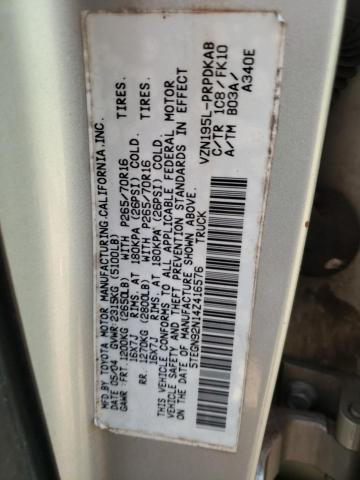 MFD.BY TOYOTA MOTOR MANUFACTURING CALIFORNIA,INC.
DATE 05/04 GVWR 2313KG (5100LB)
GAWR: FRT. 1200KG (2650LB) WITH P265/70R16 TIRES.
16X7J RIMS.AT 180KPA (26PSI) COLD.
RR. 1270KG (2800LB) WITH P265/70R16 TIRES.
16X7J RIMS.AT 180KPA (26PSI) COLD.
THIS VEHICLE CONFORMS TO ALL APPLICABLE FEDERAL MOTOR
VEHICLE SAFETY AND THEFT PREVENTION STANDARDS IN EFFECT
ON THE DATE OF MANUFACTURE SHOWN ABOVE.
5TEGN92N14Z416576 TRUCK
VZN195L-PRPDKAB
C/TR 1C8/FK10
A/TM B03A/
A340E